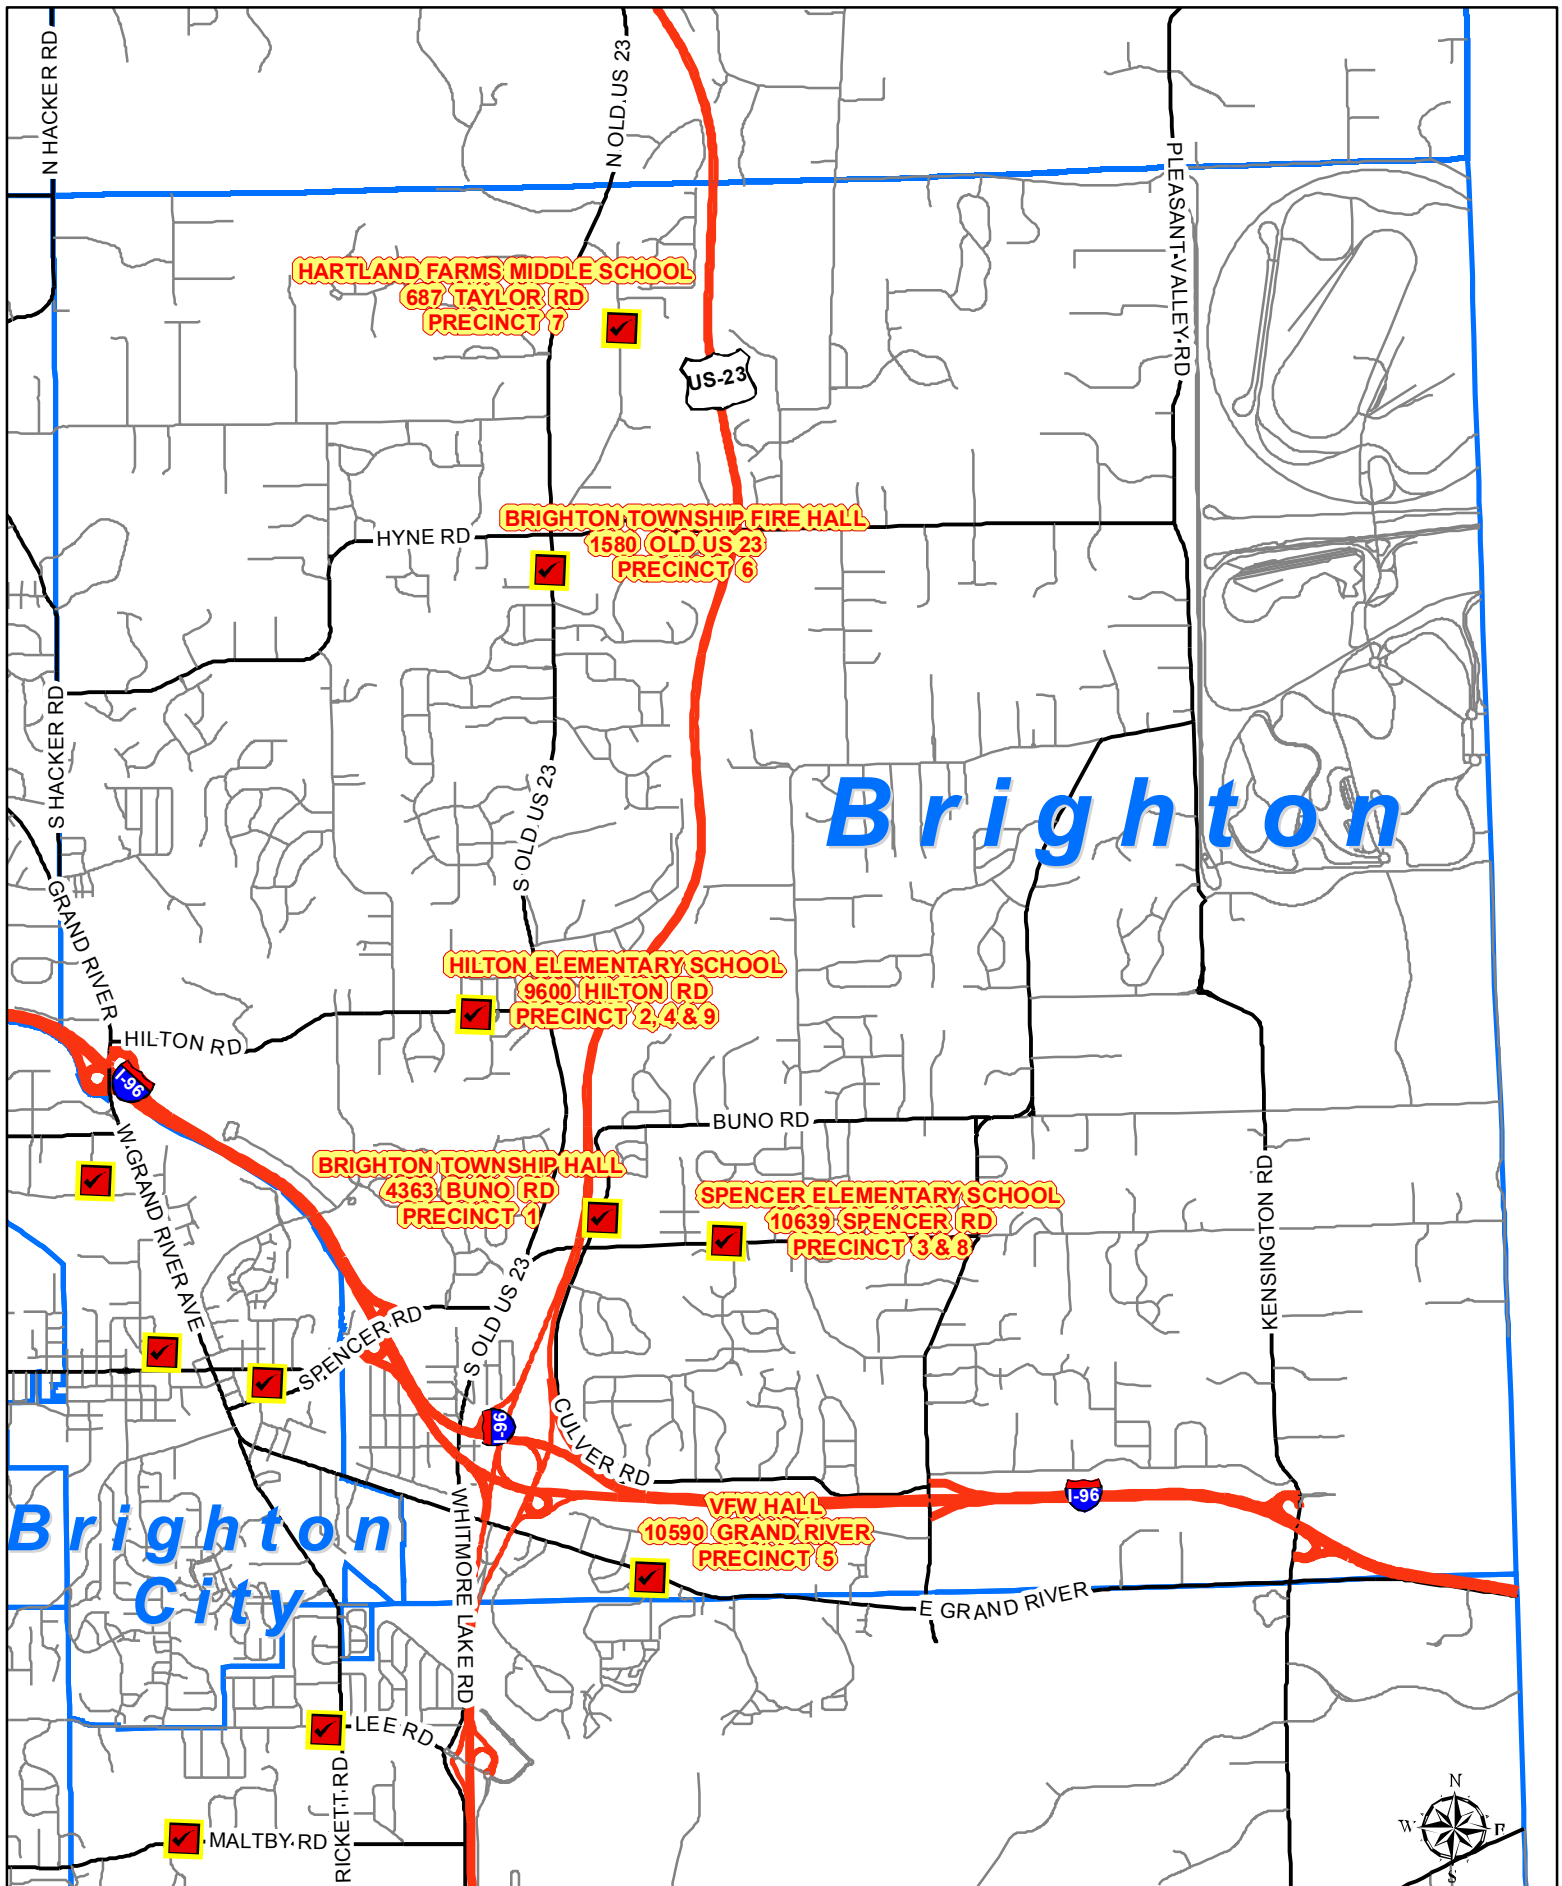 N HACKER RD
N OLD US 23
PLEASANT VALLEY RD
HARTLAND FARMS MIDDLE SCHOOL
687 TAYLOR RD
PRECINCT 7
US-23
BRIGHTON TOWNSHIP FIRE HALL
1580 OLD US 23
PRECINCT 6
HYNE RD
S HACKER RD
S OLD US 23
Brighton
GRAND RIVER
HILTON ELEMENTARY SCHOOL
9600 HILTON RD
PRECINCT 2, 4 & 9
HILTON RD
I-96
BUNO RD
W GRAND RIVER AVE
BRIGHTON TOWNSHIP HALL
4363 BUNO RD
PRECINCT 1
SPENCER ELEMENTARY SCHOOL
10639 SPENCER RD
PRECINCT 3 & 8
KENSINGTON RD
S OLD US 23
SPENCER RD
I-96
CULVER RD
I-96
VFW HALL
10590 GRAND RIVER
PRECINCT 5
Brighton
City
WHITMORE LAKE RD
E GRAND RIVER
LEE RD
RICKETT RD
MALTBY RD
N
W
E
S